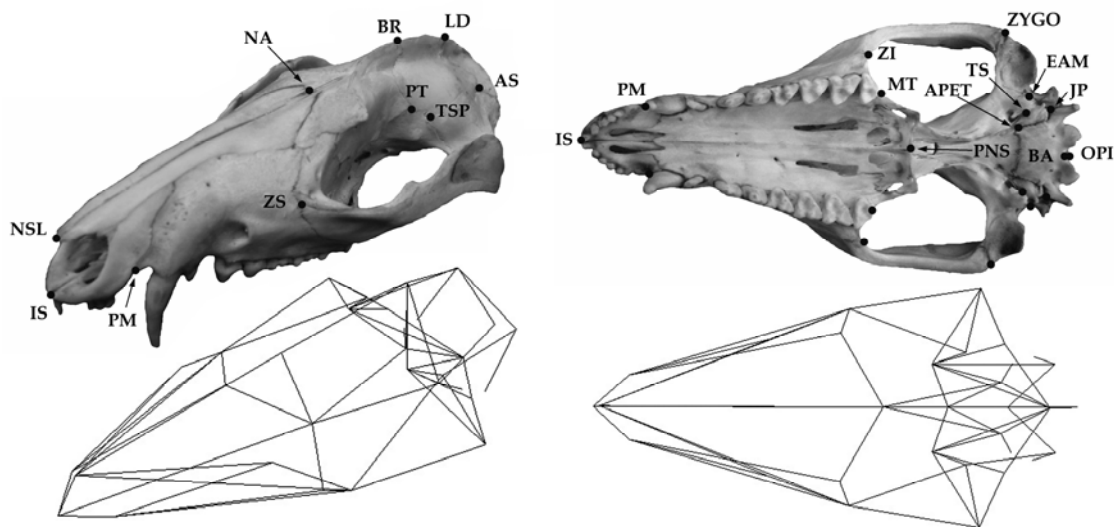 BR
LD
NA
AS
PT
TSP
ZS
NSL
IS
PM
ZYGO
ZI
EAM
TS
JP
MT
APET
PM
IS
PNS
BA
OPI